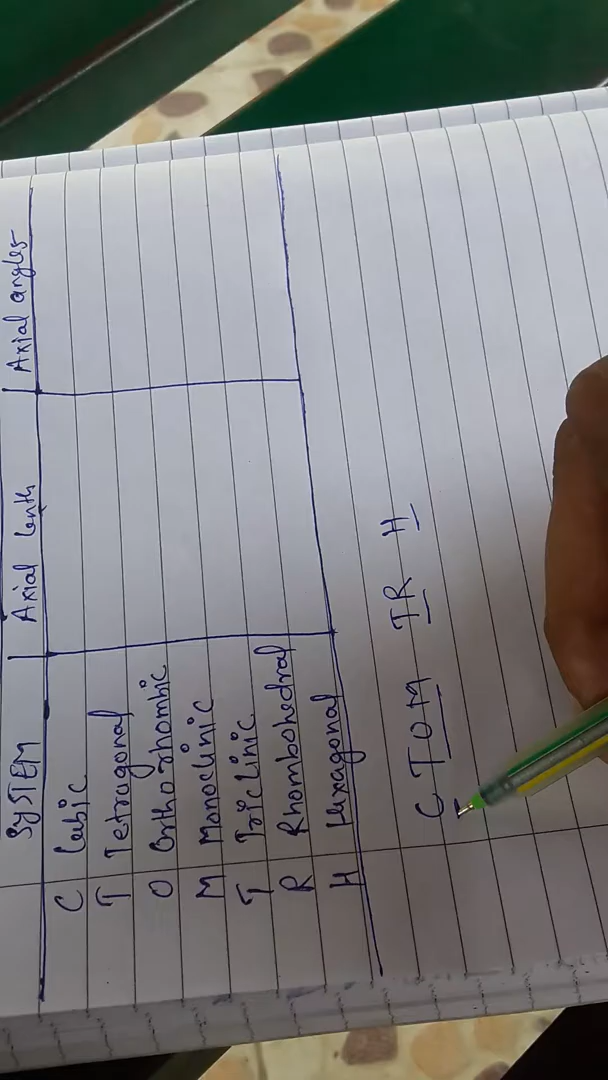 SYSTEM Axial lenth Axial angles
C Cubic
T Tetragonal
O Orthorhombic
M Monoclinic
T Triclinic
R Rhombohedral
H Hexagonal
C TOM TR H